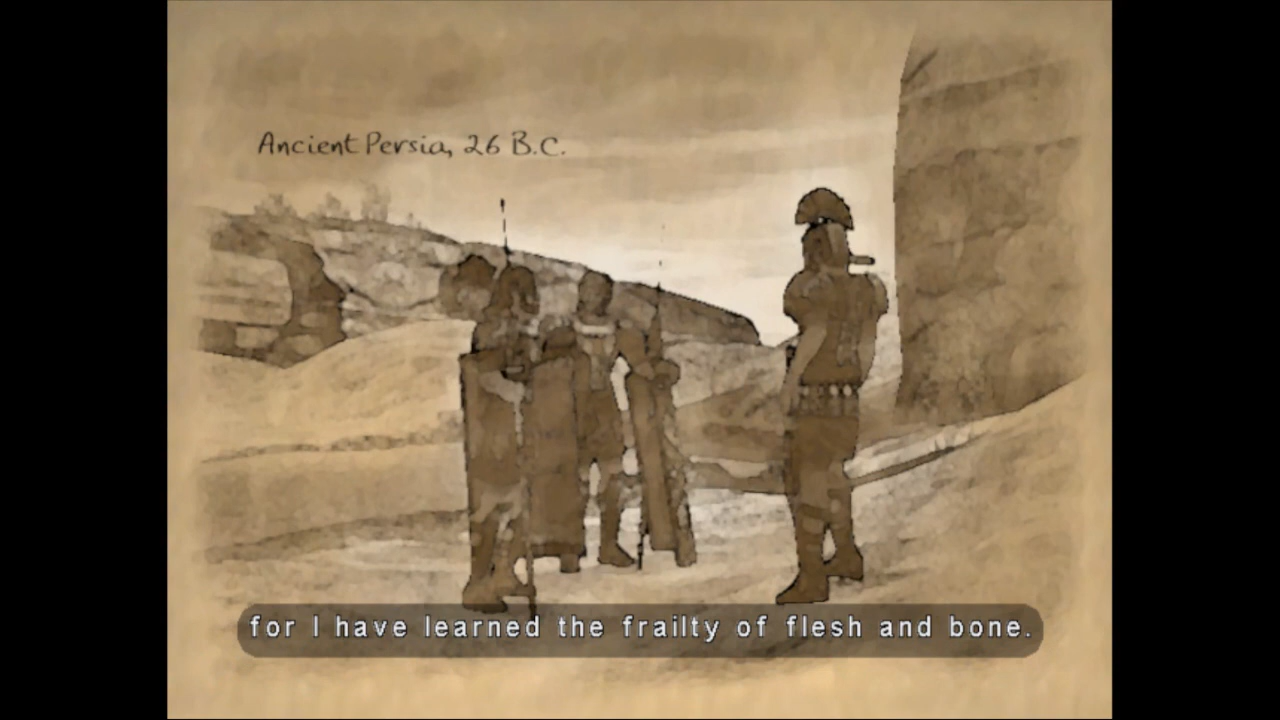 Ancient Persia, 26 B.C.
for I have learned the frailty of flesh and bone.